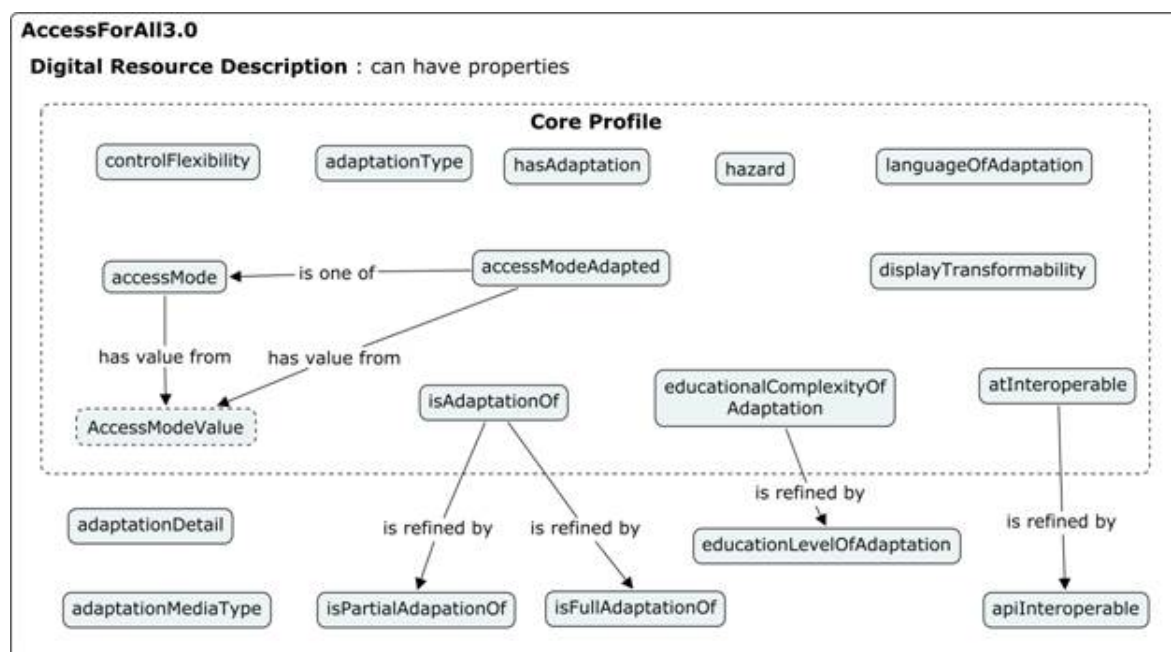 AccessForAll3.0
Digital Resource Description : can have properties
Core Profile
controlFlexibility
adaptationType
hasAdaptation
hazard
languageOfAdaptation
accessMode
is one of
accessModeAdapted
displayTransformability
has value from
has value from
AccessModeValue
isAdaptationOf
educationalComplexityOf
Adaptation
atInteroperable
adaptationDetail
is refined by
is refined by
is refined by
educationLevelOfAdaptation
is refined by
adaptationMediaType
isPartialAdapationOf
isFullAdaptationOf
apiInteroperable